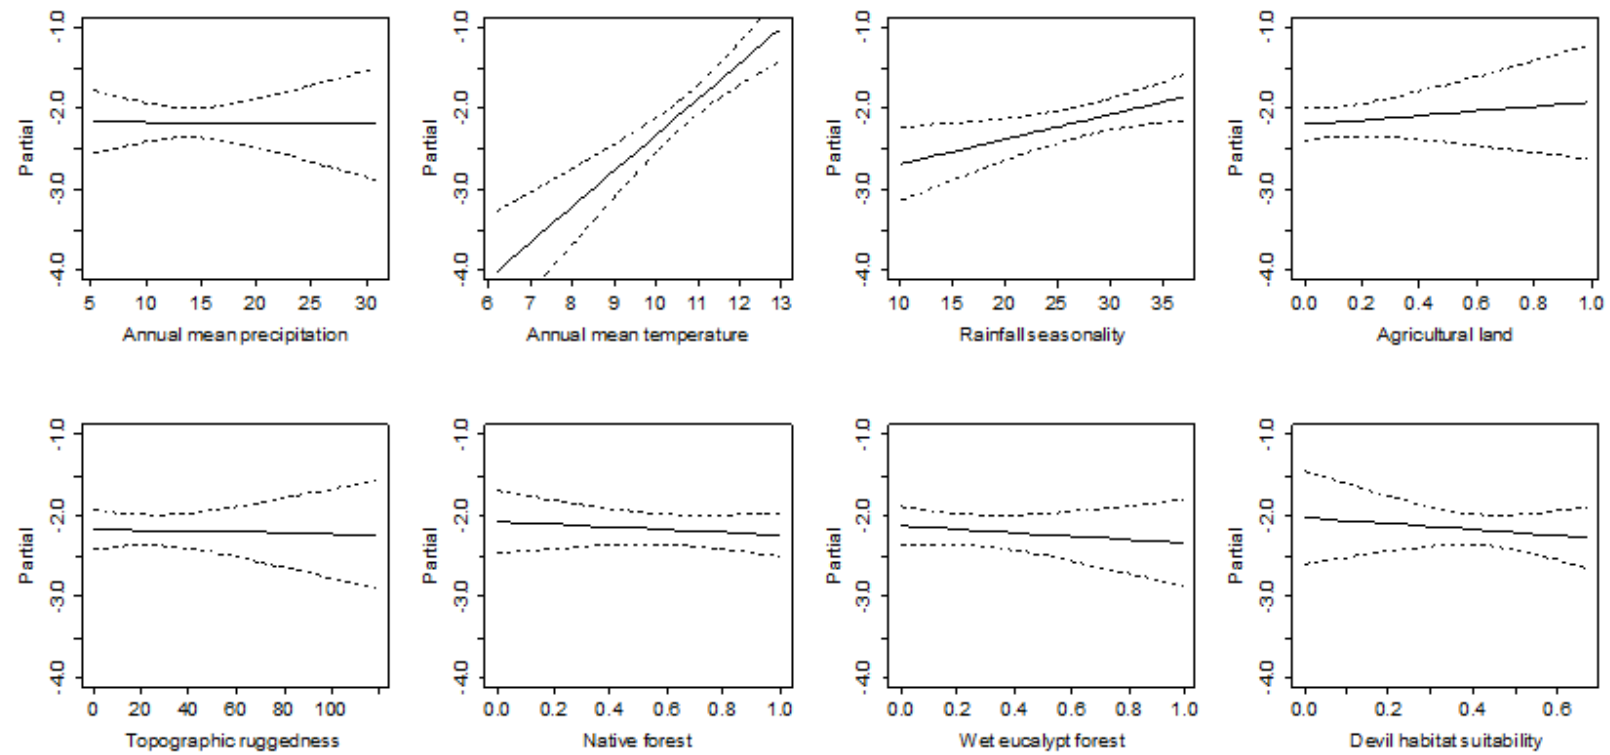 Partial
-1.0
-2.0
-3.0
-4.0
5 10 15 20 25 30
Annual mean precipitation
Partial
-1.0
-2.0
-3.0
-4.0
6 7 8 9 10 11 12 13
Annual mean temperature
Partial
-1.0
-2.0
-3.0
-4.0
10 15 20 25 30 35
Rainfall seasonality
Partial
-1.0
-2.0
-3.0
-4.0
0.0 0.2 0.4 0.6 0.8 1.0
Agricultural land
Partial
-1.0
-2.0
-3.0
-4.0
0 20 40 60 80 100
Topographic ruggedness
Partial
-1.0
-2.0
-3.0
-4.0
0.0 0.2 0.4 0.6 0.8 1.0
Native forest
Partial
-1.0
-2.0
-3.0
-4.0
0.0 0.2 0.4 0.6 0.8 1.0
Wet eucalypt forest
Partial
-1.0
-2.0
-3.0
-4.0
0.0 0.2 0.4 0.6
Devil habitat suitability